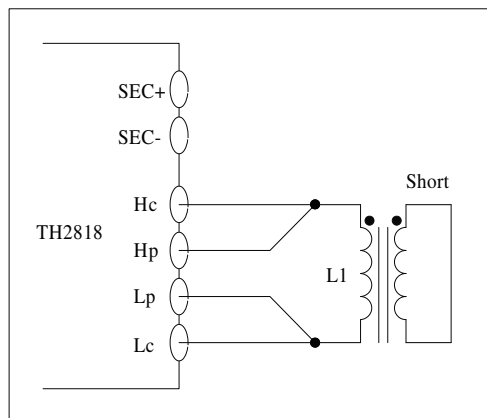 SEC+
SEC-
Hc
Short
TH2818
Hp
L1
Lp
Lc